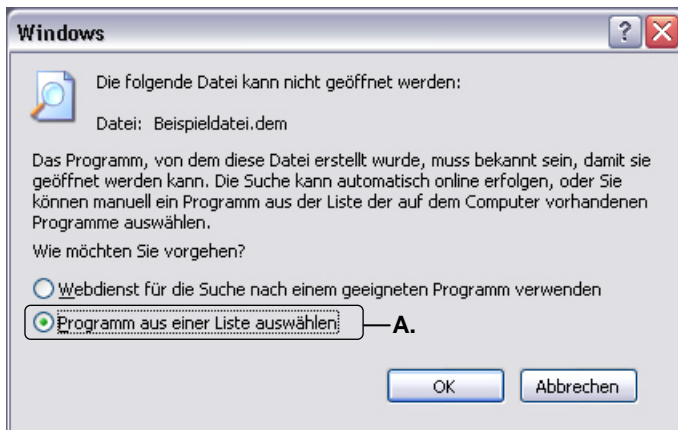 Windows
Die folgende Datei kann nicht geöffnet werden:
Datei: Beispieldatei.dem
Das Programm, von dem diese Datei erstellt wurde, muss bekannt sein, damit sie
geöffnet werden kann. Die Suche kann automatisch online erfolgen, oder Sie
können manuell ein Programm aus der Liste der auf dem Computer vorhandenen
Programme auswählen.
Wie möchten Sie vorgehen?
Webdienst für die Suche nach einem geeigneten Programm verwenden
Programm aus einer Liste auswählen
A.
OK Abbrechen